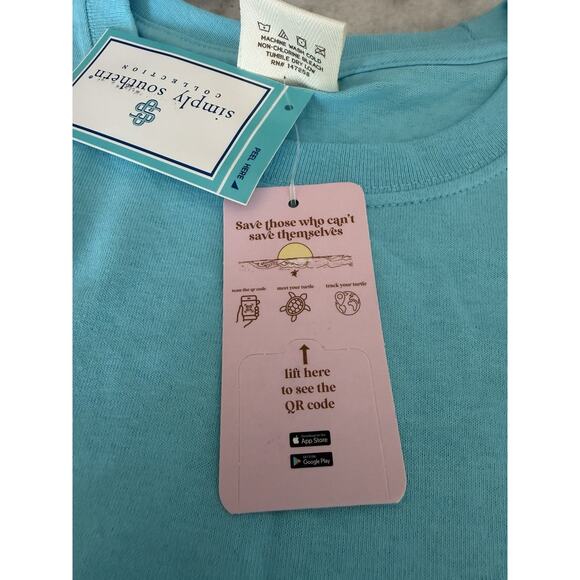 MACHINE WASH COLD
NON-CHLORINE BLEACH
TUMBLE DRY LOW
RN# 147258
simply southern®
COLLECTION
PEEL HERE
Save those who can't
save themselves
scan the qr code
meet your turtle
track your turtle
lift here
to see the
QR code
App Store
Google Play